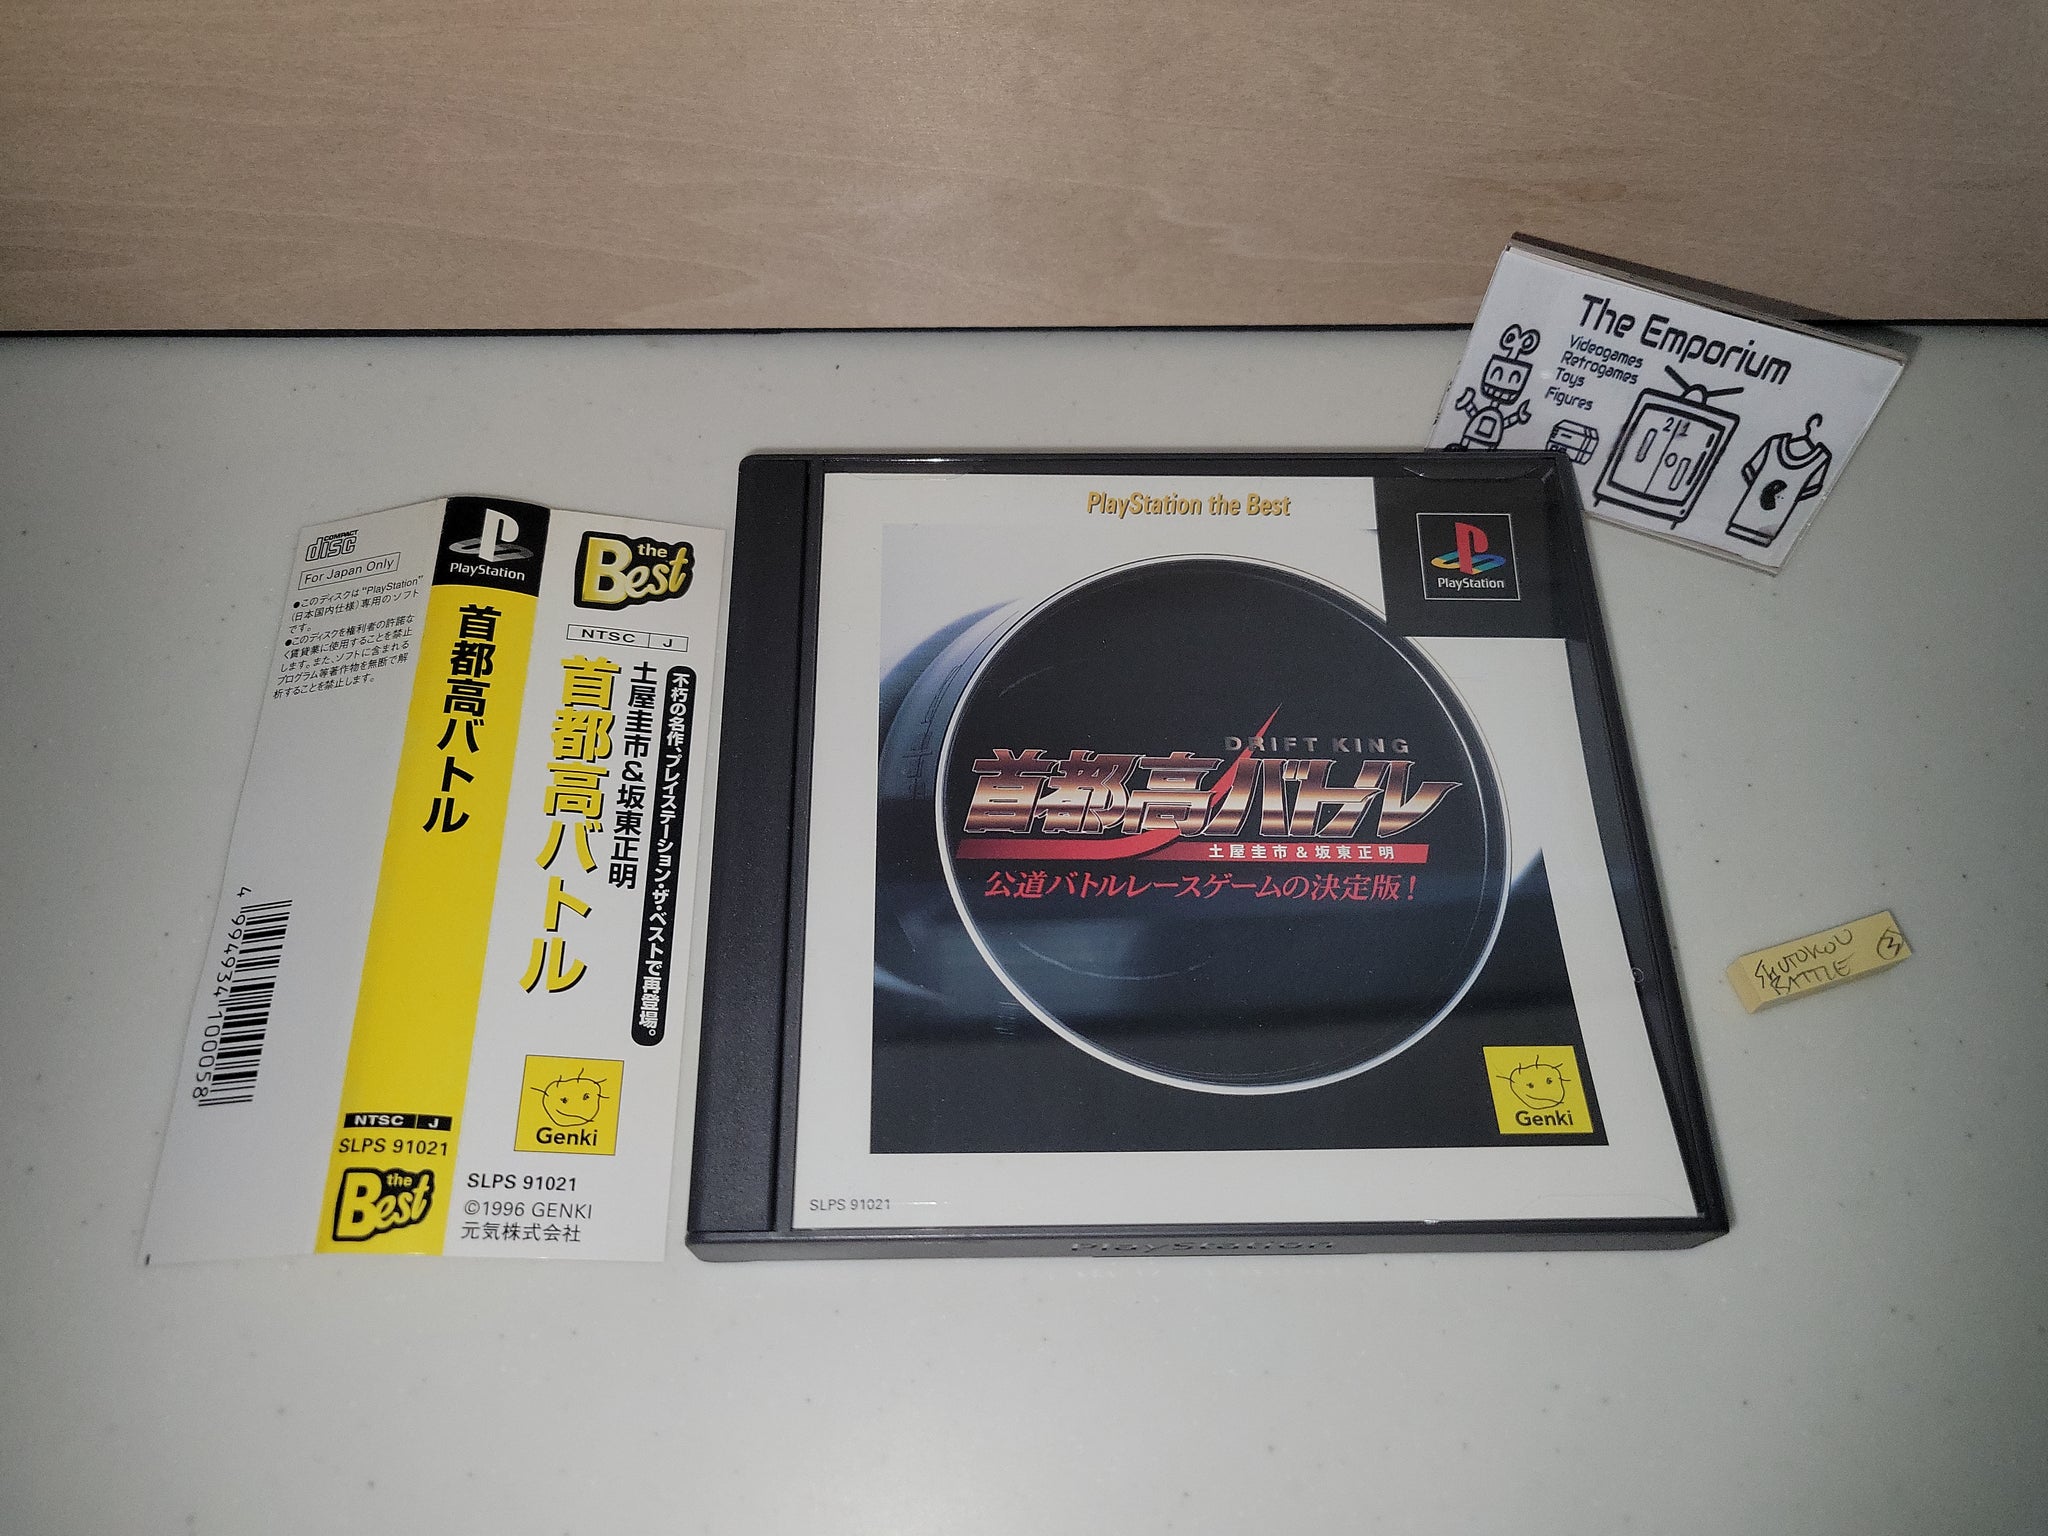 The Emporium
Videogames
Retrogames
Toys
Figures
21
COMPACT
disc
For Japan Only
●このディスクは"PlayStation"
(日本国内仕様)専用のソフト
です。
●このディスクを権利者の許諾な
く賃貸業に使用することを禁止
します。また、ソフトに含まれる
プログラム等著作物を無断で解
析することを禁止します。
4 994934 100058
PlayStation
首都高バトル
NTSC J
SLPS 91021
the
Best
the
Best
NTSC J
不朽の名作、プレイステーション・ザ・ベストで再登場。
土屋圭市&坂東正明
首都高バトル
Genki
SLPS 91021
©1996 GENKI
元気株式会社
PlayStation the Best
PlayStation
DRIFT KING
首都高バトル
土屋圭市&坂東正明
公道バトルレースゲームの決定版!
Genki
SLPS 91021
PlayStation
SHUTOKOU
BATTLE
3